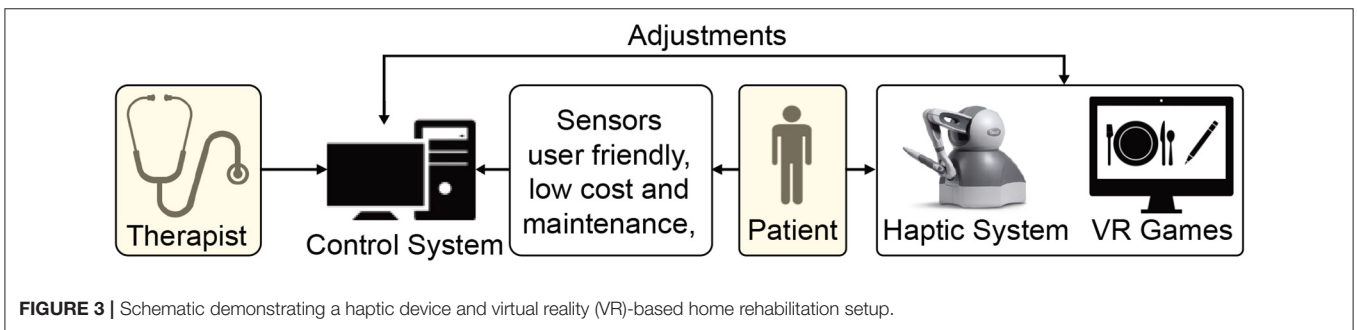 Adjustments
Sensors
user friendly,
low cost and
maintenance,
Therapist
Control System
Patient
Haptic System
VR Games
FIGURE 3 | Schematic demonstrating a haptic device and virtual reality (VR)-based home rehabilitation setup.